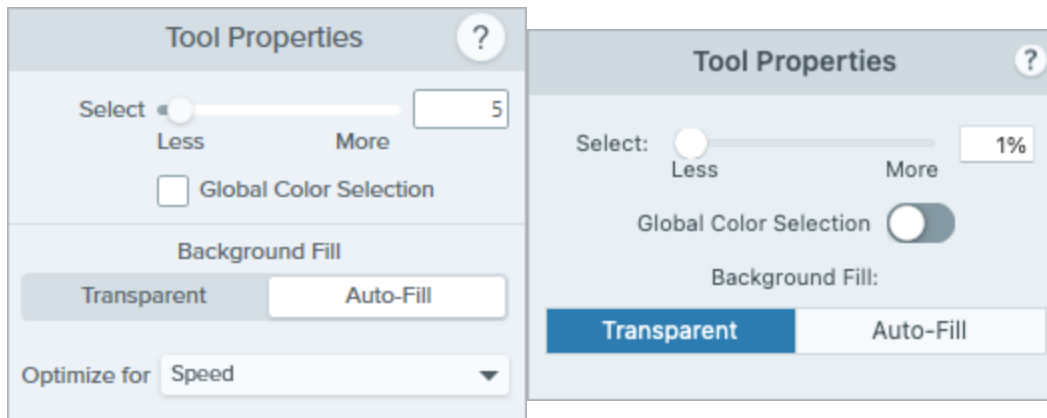 Tool Properties ?
Select 5
Less More
Global Color Selection
Background Fill
Transparent Auto-Fill
Optimize for Speed
Tool Properties ?
Select: 1%
Less More
Global Color Selection
Background Fill:
Transparent Auto-Fill